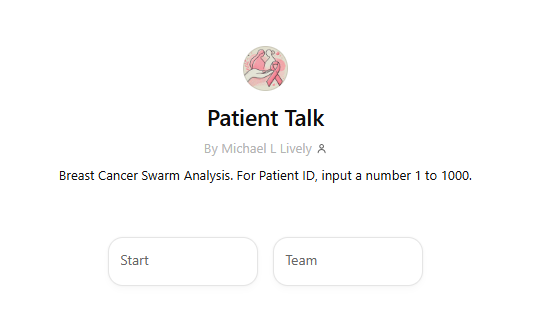 Patient Talk
By Michael L Lively
Breast Cancer Swarm Analysis. For Patient ID, input a number 1 to 1000.
Start
Team